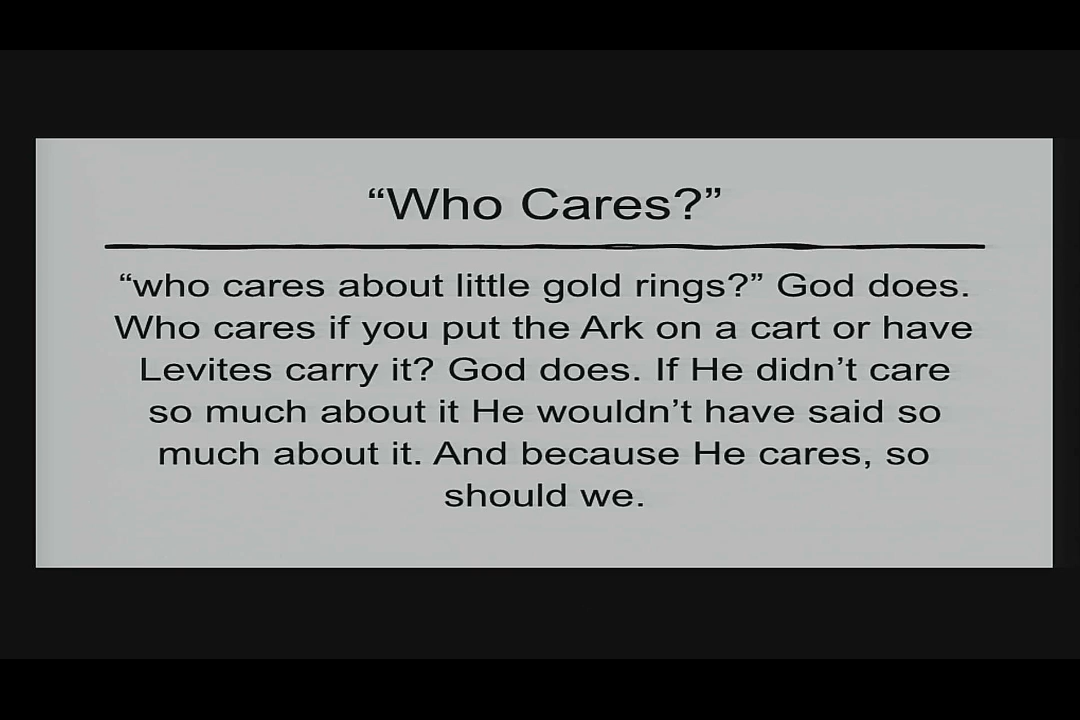 “Who Cares?”
“who cares about little gold rings?” God does.
Who cares if you put the Ark on a cart or have
Levites carry it? God does. If He didn’t care
so much about it He wouldn’t have said so
much about it. And because He cares, so
should we.